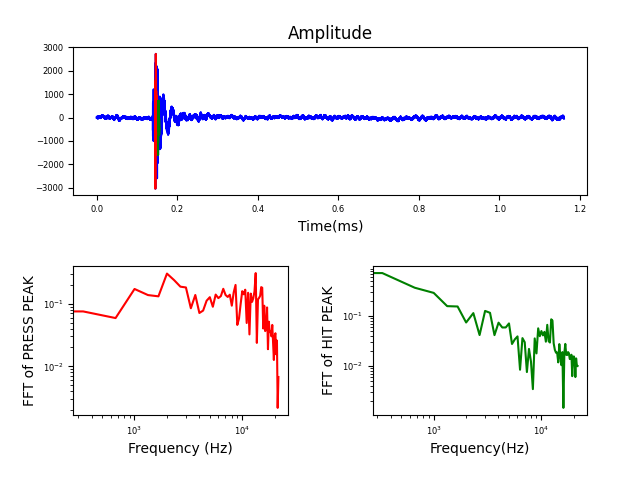 Amplitude
3000
2000
1000
0
−1000
−2000
−3000
0.0 0.2 0.4 0.6 0.8 1.0 1.2
Time(ms)
FFT of PRESS PEAK
10⁻¹
10⁻²
10³ 10⁴
Frequency (Hz)
FFT of HIT PEAK
10⁻¹
10⁻²
10³ 10⁴
Frequency(Hz)